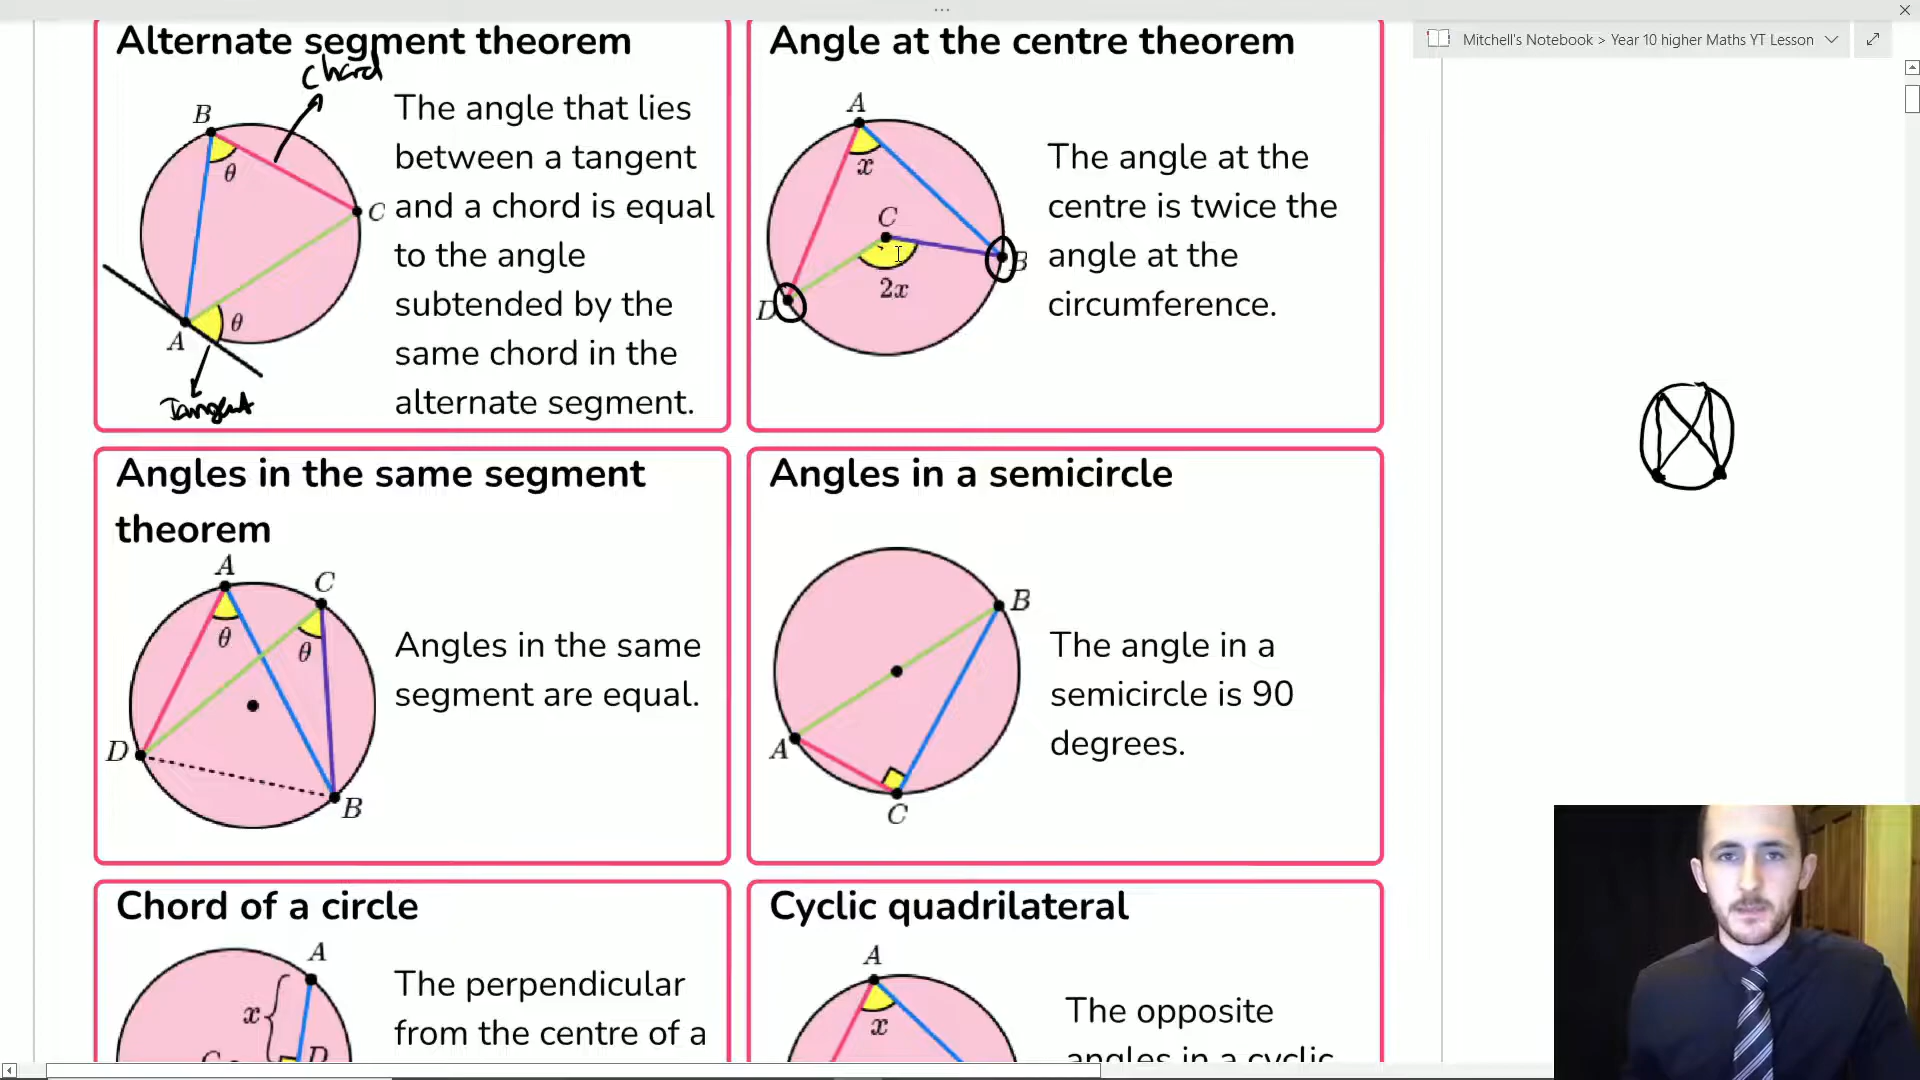 ...
Mitchell's Notebook > Year 10 higher Maths YT Lesson
Alternate segment theorem
Chord
B
θ
C
θ
A
Tangent
The angle that lies
between a tangent
and a chord is equal
to the angle
subtended by the
same chord in the
alternate segment.
Angle at the centre theorem
A
x
C
B
2x
D
The angle at the
centre is twice the
angle at the
circumference.
Angles in the same segment
theorem
A
C
θ
θ
D
B
Angles in the same
segment are equal.
Angles in a semicircle
B
A
C
The angle in a
semicircle is 90
degrees.
Chord of a circle
A
x
C
D
The perpendicular
from the centre of a
Cyclic quadrilateral
A
x
The opposite
angles in a cyclic